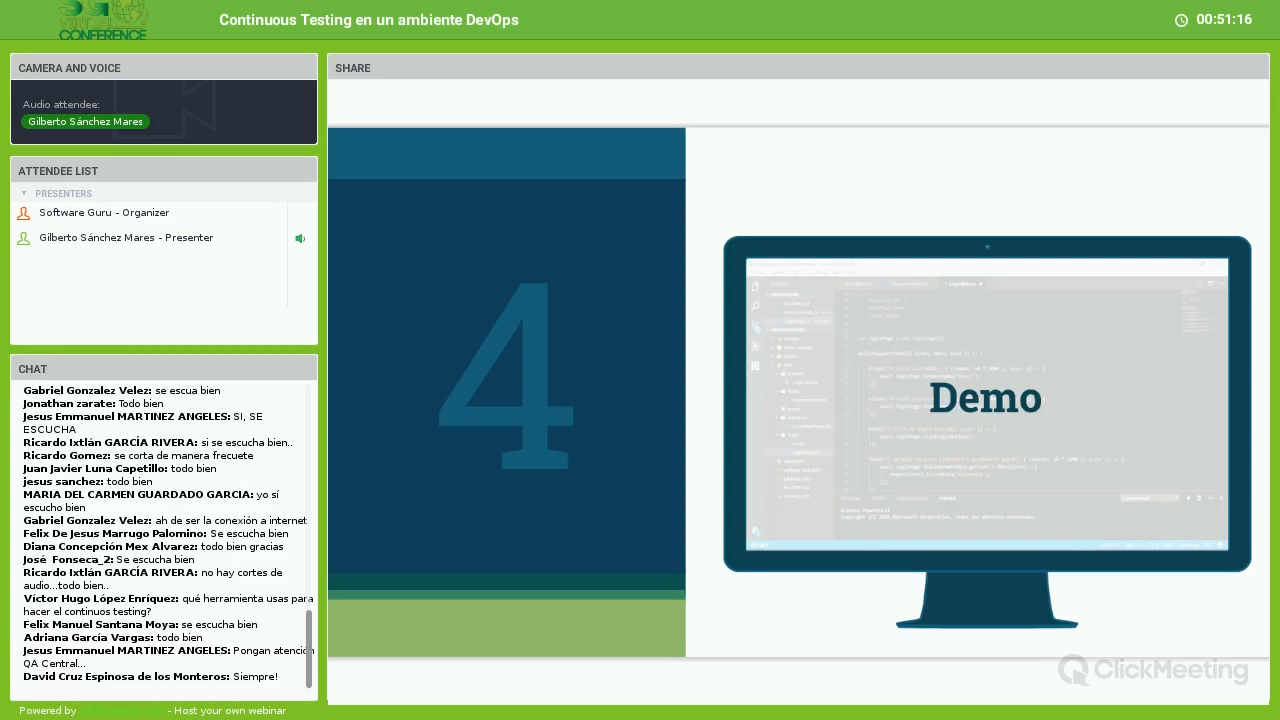 SG VIRTUAL CONFERENCE
Continuous Testing en un ambiente DevOps
00:51:16
CAMERA AND VOICE
Audio attendee:
Gilberto Sánchez Mares
ATTENDEE LIST
PRESENTERS
Software Guru - Organizer
Gilberto Sánchez Mares - Presenter
CHAT
Gabriel Gonzalez Velez: se escua bien
Jonathan zarate: Todo bien
Jesus Emmanuel MARTINEZ ANGELES: SI, SE
ESCUCHA
Ricardo Ixtlán GARCÍA RIVERA: si se escucha bien..
Ricardo Gomez: se corta de manera frecuete
Juan Javier Luna Capetillo: todo bien
jesus sanchez: todo bien
MARIA DEL CARMEN GUARDADO GARCIA: yo sí
escucho bien
Gabriel Gonzalez Velez: ah de ser la conexión a internet
Felix De Jesus Marrugo Palomino: Se escucha bien
Diana Concepción Mex Alvarez: todo bien gracias
José Fonseca_2: Se escucha bien
Ricardo Ixtlán GARCÍA RIVERA: no hay cortes de
audio...todo bien..
Víctor Hugo López Enríquez: qué herramienta usas para
hacer el continuos testing?
Felix Manuel Santana Moya: se escucha bien
Adriana García Vargas: todo bien
Jesus Emmanuel MARTINEZ ANGELES: Pongan atención
QA Central...
David Cruz Espinosa de los Monteros: Siempre!
Powered by
- Host your own webinar
SHARE
4
Demo
ClickMeeting